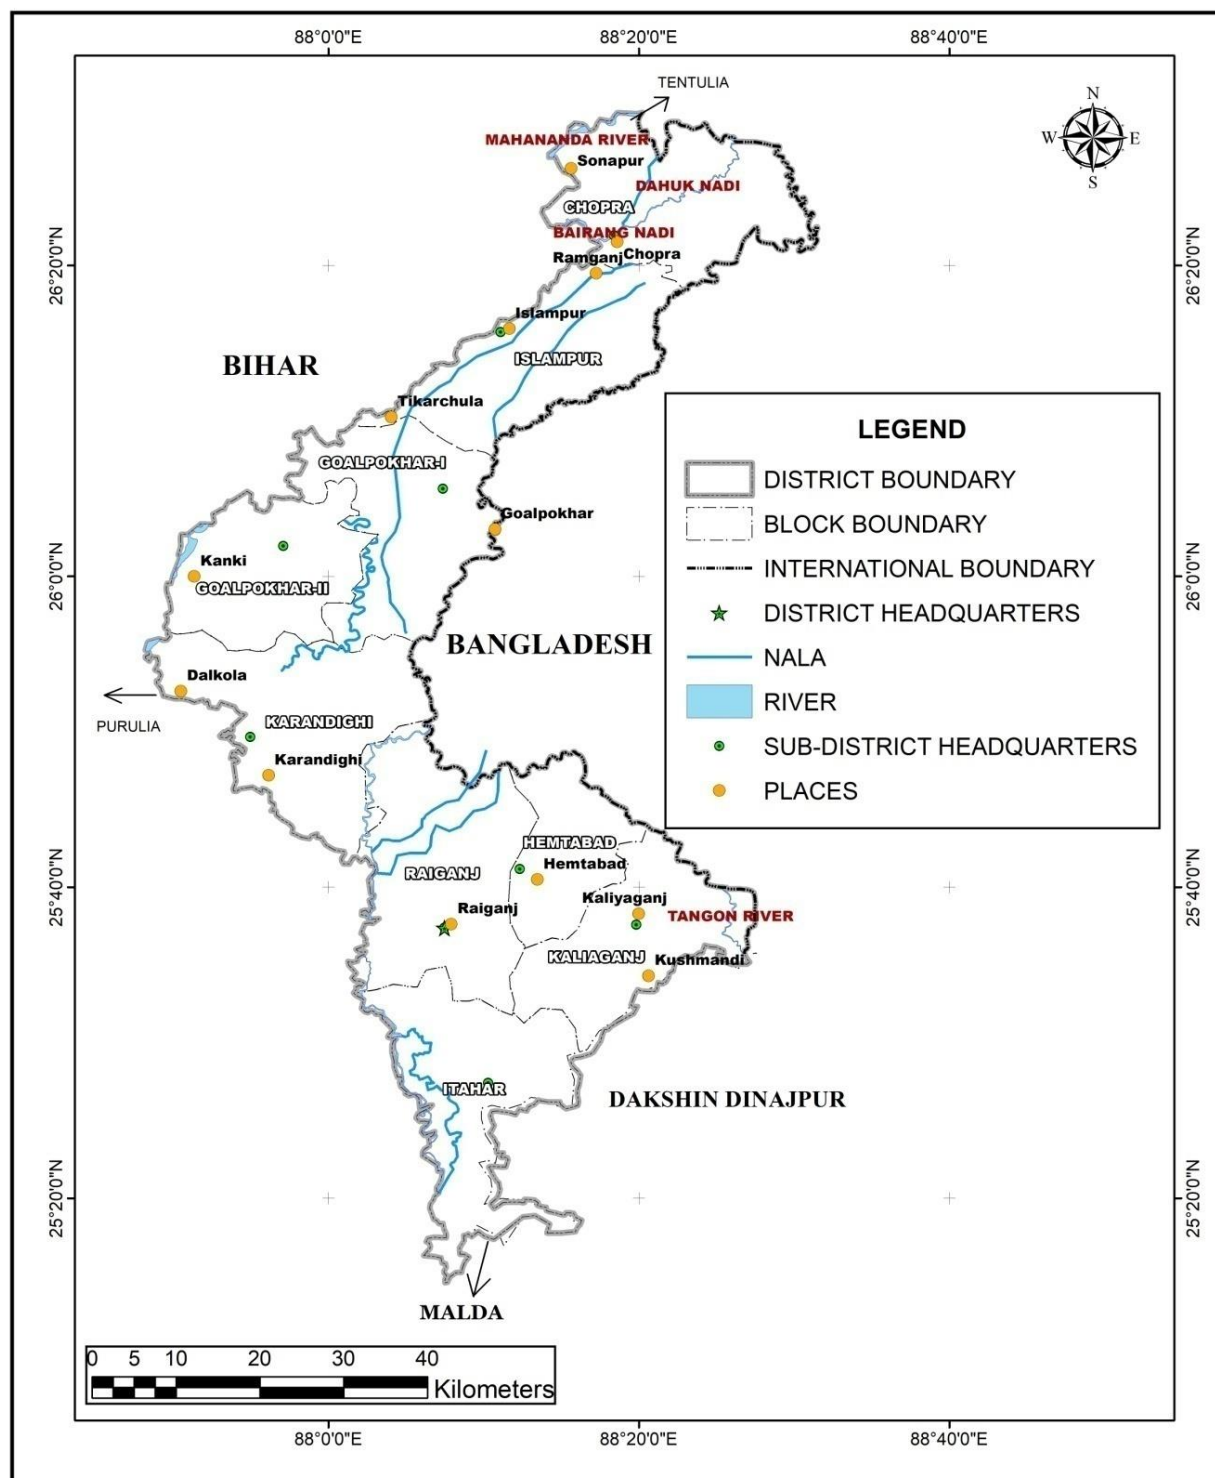 88°0'0"E
88°20'0"E
88°40'0"E
TENTULIA
N
W
E
S
MAHANANDA RIVER
Sonapur
DAHUK NADI
CHOPRA
BAIRANG NADI
Ramganj
Chopra
26°20'0"N
26°20'0"N
Islampur
ISLAMPUR
BIHAR
Tikarchula
GOALPOKHAR-I
Goalpokhar
Kanki
GOALPOKHAR-II
26°0'0"N
26°0'0"N
BANGLADESH
Dalkola
PURULIA
KARANDIGHI
Karandighi
LEGEND
DISTRICT BOUNDARY
BLOCK BOUNDARY
INTERNATIONAL BOUNDARY
DISTRICT HEADQUARTERS
NALA
RIVER
SUB-DISTRICT HEADQUARTERS
PLACES
HEMTABAD
Hemtabad
RAIGANJ
Raiganj
25°40'0"N
25°40'0"N
Kaliyaganj
TANGON RIVER
KALIAGANJ
Kushmandi
ITAHAR
DAKSHIN DINAJPUR
25°20'0"N
25°20'0"N
MALDA
0 5 10 20 30 40
Kilometers
88°0'0"E
88°20'0"E
88°40'0"E